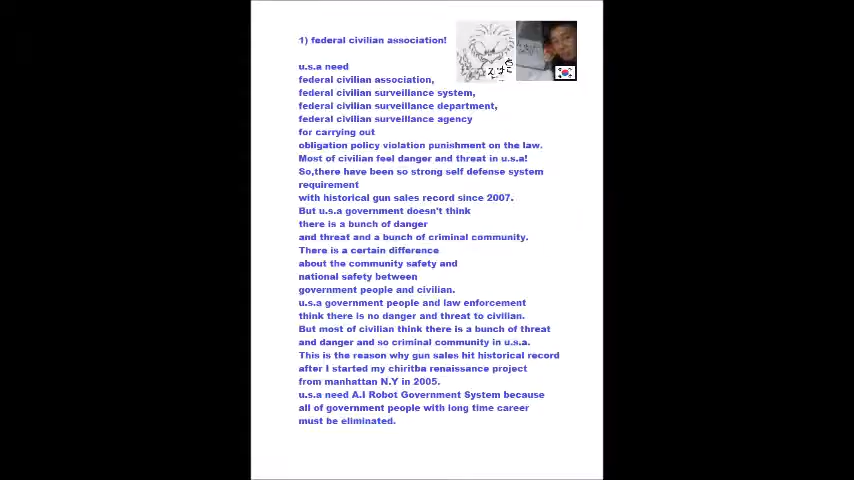 1) federal civilian association!
u.s.a need
federal civilian association,
federal civilian surveillance system,
federal civilian surveillance department,
federal civilian surveillance agency
for carrying out
obligation policy violation punishment on the law.
Most of civilian feel danger and threat in u.s.a!
So,there have been so strong self defense system
requirement
with historical gun sales record since 2007.
But u.s.a government doesn't think
there is a bunch of danger
and threat and a bunch of criminal community.
There is a certain difference
about the community safety and
national safety between
government people and civilian.
u.s.a government people and law enforcement
think there is no danger and threat to civilian.
But most of civilian think there is a bunch of threat
and danger and so criminal community in u.s.a.
This is the reason why gun sales hit historical record
after I started my chiritba renaissance project
from manhattan N.Y in 2005.
u.s.a need A.I Robot Government System because
all of government people with long time career
must be eliminated.